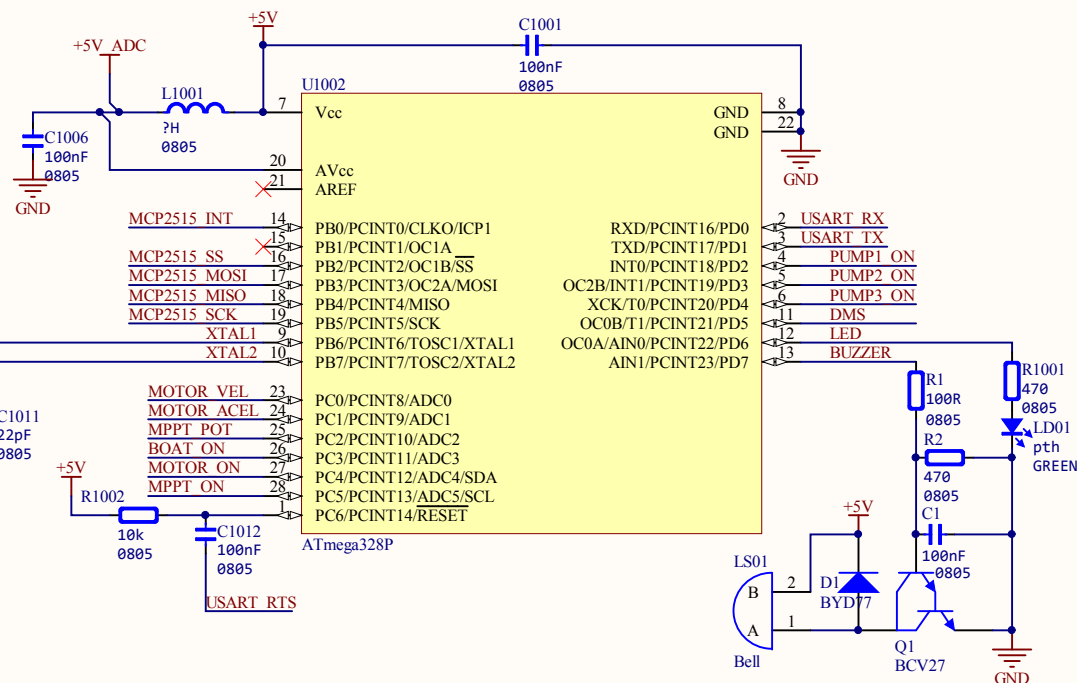 +5V
+5V_ADC
C1001
100nF
0805
U1002
L1001
?H
0805
C1006
100nF
0805
GND
7 Vcc
GND 8
GND 22
GND
20 AVcc
21 AREF
MCP2515_INT 14 PB0/PCINT0/CLKO/ICP1
15 PB1/PCINT1/OC1A
MCP2515_SS 16 PB2/PCINT2/OC1B/SS
MCP2515_MOSI 17 PB3/PCINT3/OC2A/MOSI
MCP2515_MISO 18 PB4/PCINT4/MISO
MCP2515_SCK 19 PB5/PCINT5/SCK
XTAL1 9 PB6/PCINT6/TOSC1/XTAL1
XTAL2 10 PB7/PCINT7/TOSC2/XTAL2
RXD/PCINT16/PD0 2 USART_RX
TXD/PCINT17/PD1 3 USART_TX
INT0/PCINT18/PD2 4 PUMP1_ON
OC2B/INT1/PCINT19/PD3 5 PUMP2_ON
XCK/T0/PCINT20/PD4 6 PUMP3_ON
OC0B/T1/PCINT21/PD5 11 DMS
OC0A/AIN0/PCINT22/PD6 12 LED
AIN1/PCINT23/PD7 13 BUZZER
MOTOR_VEL 23 PC0/PCINT8/ADC0
MOTOR_ACEL 24 PC1/PCINT9/ADC1
MPPT_POT 25 PC2/PCINT10/ADC2
BOAT_ON 26 PC3/PCINT11/ADC3
MOTOR_ON 27 PC4/PCINT12/ADC4/SDA
MPPT_ON 28 PC5/PCINT13/ADC5/SCL
1 PC6/PCINT14/RESET
ATmega328P
C1011
22pF
0805
+5V
R1002
10k
0805
C1012
100nF
0805
USART_RTS
R1
100R
0805
R1001
470
0805
LD01
pth
GREEN
R2
470
0805
C1
100nF
0805
+5V
LS01
2
B
A
1
Bell
D1
BYD77
Q1
BCV27
GND